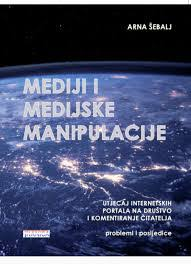 ARNA ŠEBALJ
MEDIJI I
MEDIJSKE
MANIPULACIJE
UTJECAJ INTERNETSKIH
PORTALA NA DRUŠTVO
I KOMENTIRANJE ČITATELJA
problemi i posljedice